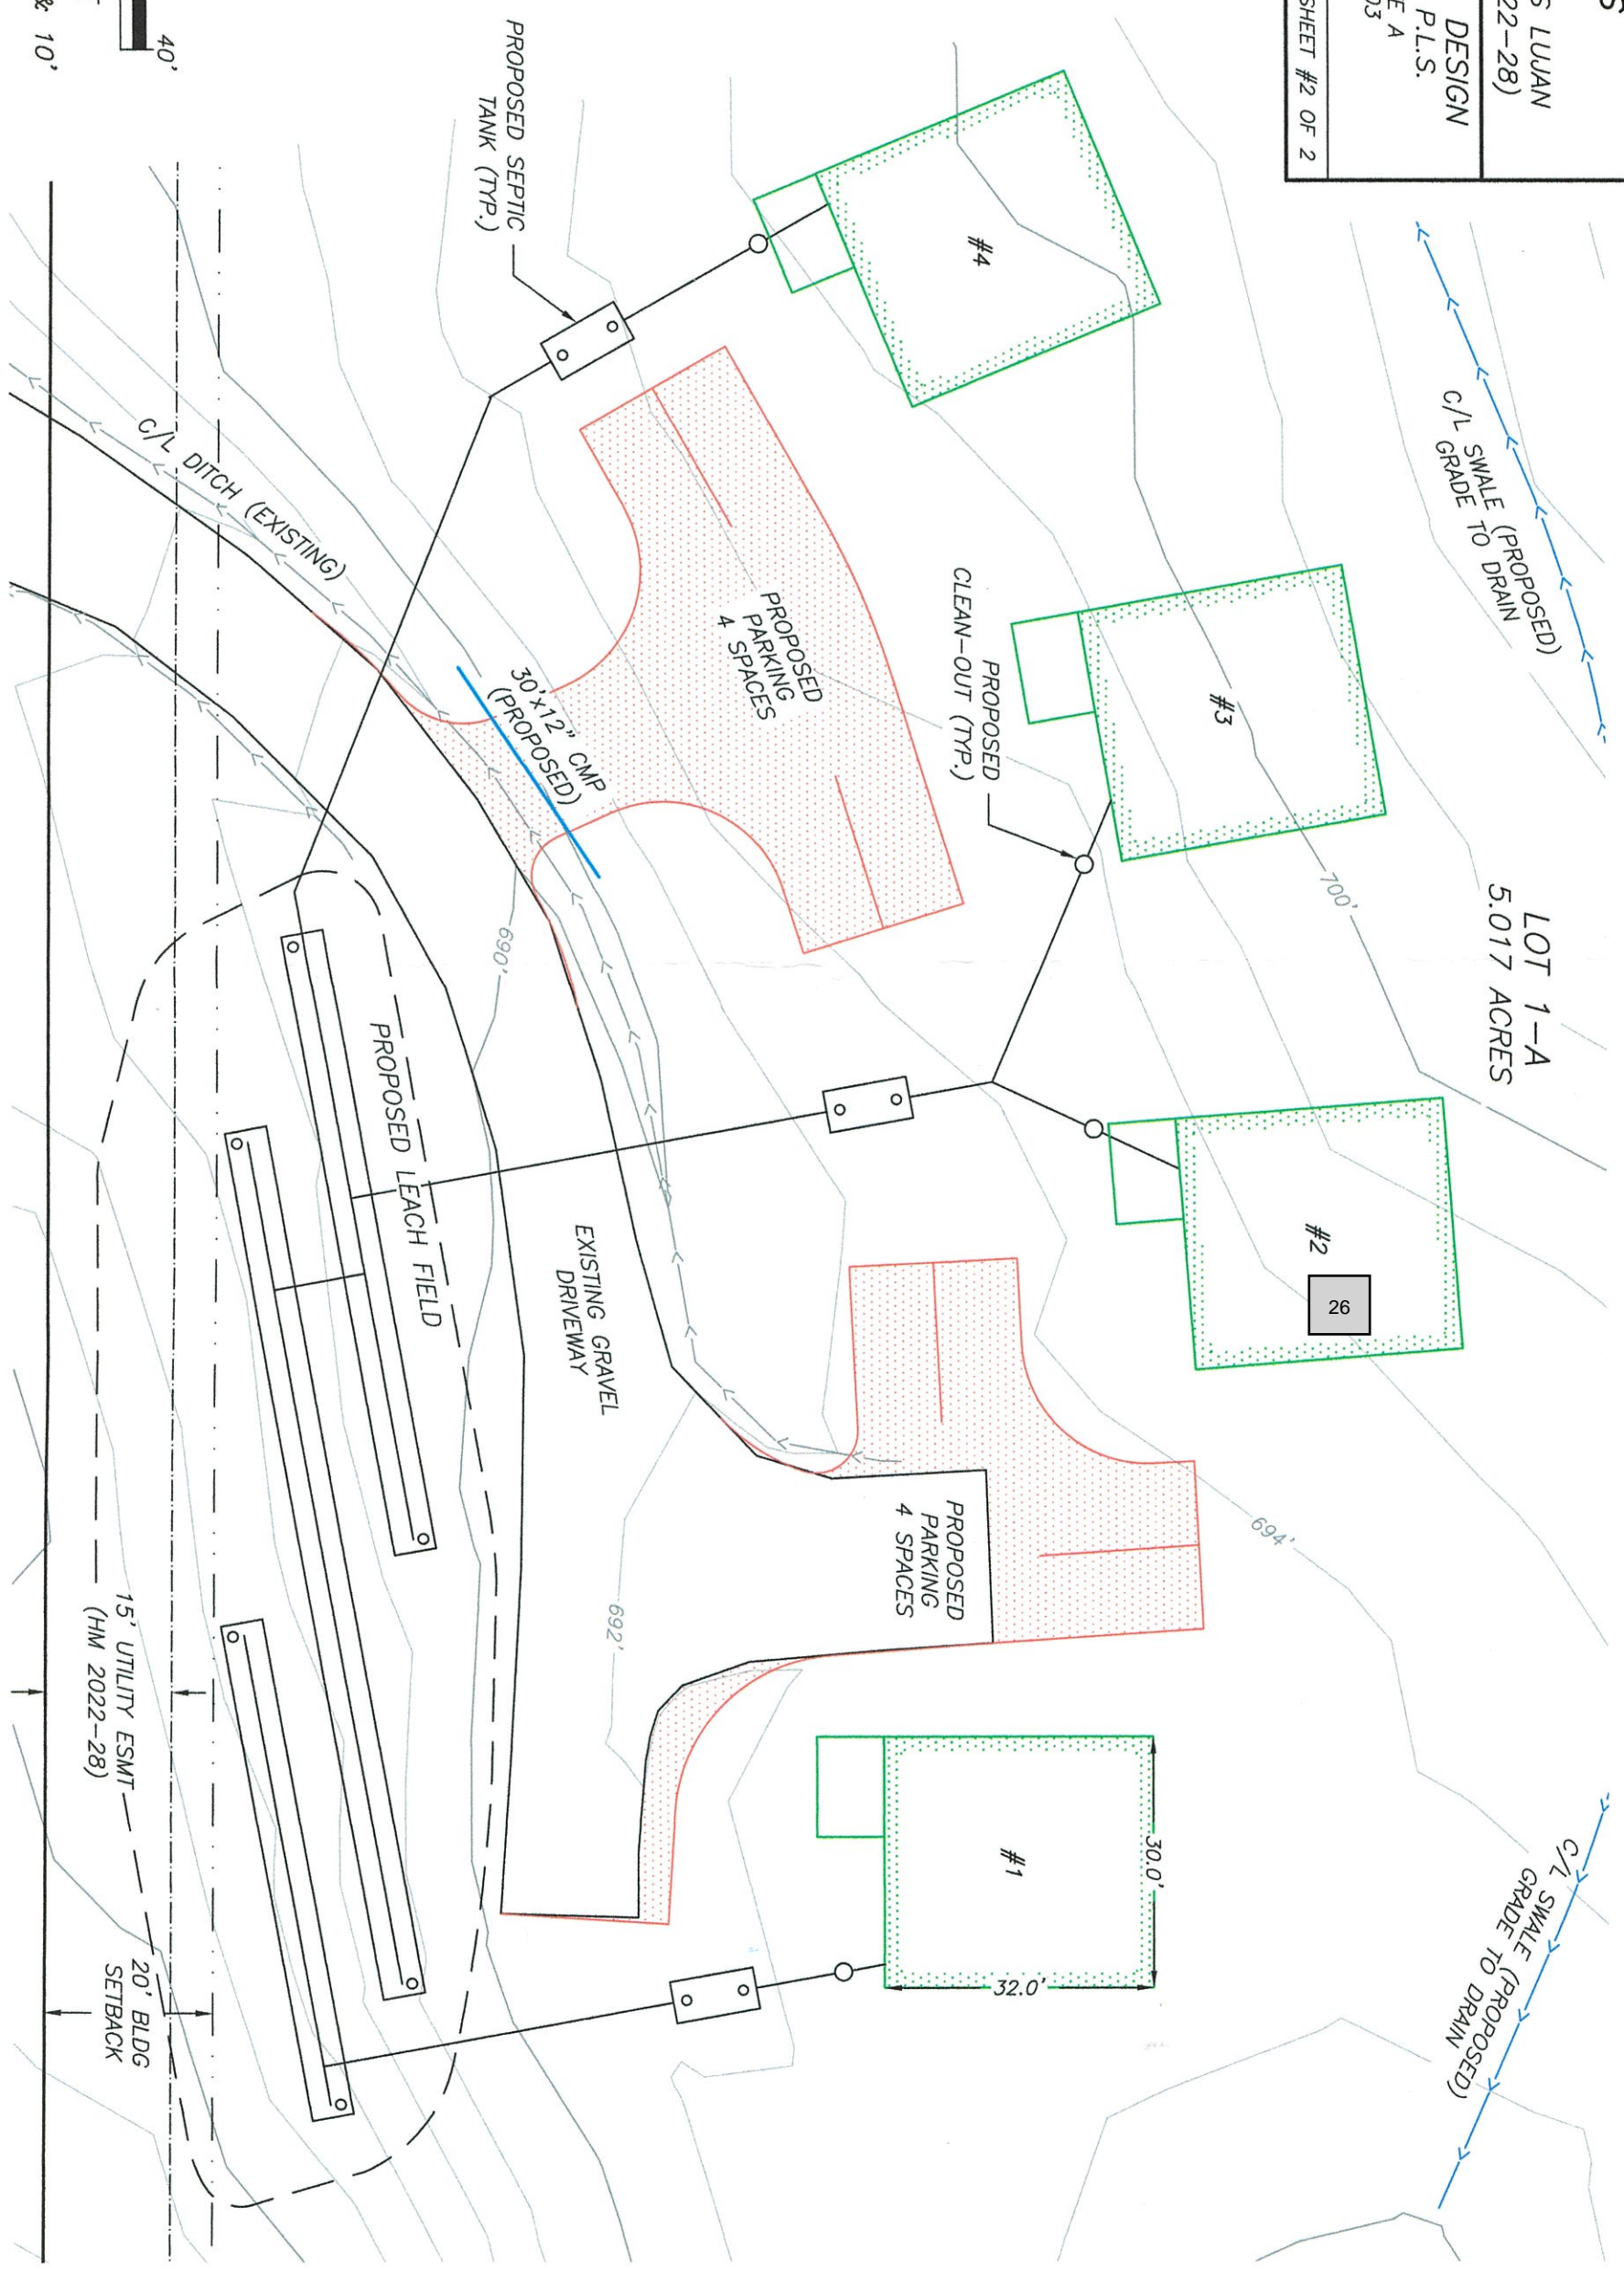 S LUJAN
22-28)
DESIGN
P.L.S.
E A
03
SHEET #2 OF 2
40'
& 10'
C/L SWALE (PROPOSED)
GRADE TO DRAIN
LOT 1-A
5.017 ACRES
C/L SWALE (PROPOSED)
GRADE TO DRAIN
#4
#3
#2
26
#1
30.0'
32.0'
700'
694'
692'
690'
PROPOSED SEPTIC
TANK (TYP.)
PROPOSED
CLEAN-OUT (TYP.)
PROPOSED
PARKING
4 SPACES
PROPOSED
PARKING
4 SPACES
30'x12" CMP
(PROPOSED)
C/L DITCH (EXISTING)
EXISTING GRAVEL
DRIVEWAY
PROPOSED LEACH FIELD
15' UTILITY ESMT
(HM 2022-28)
20' BLDG
SETBACK